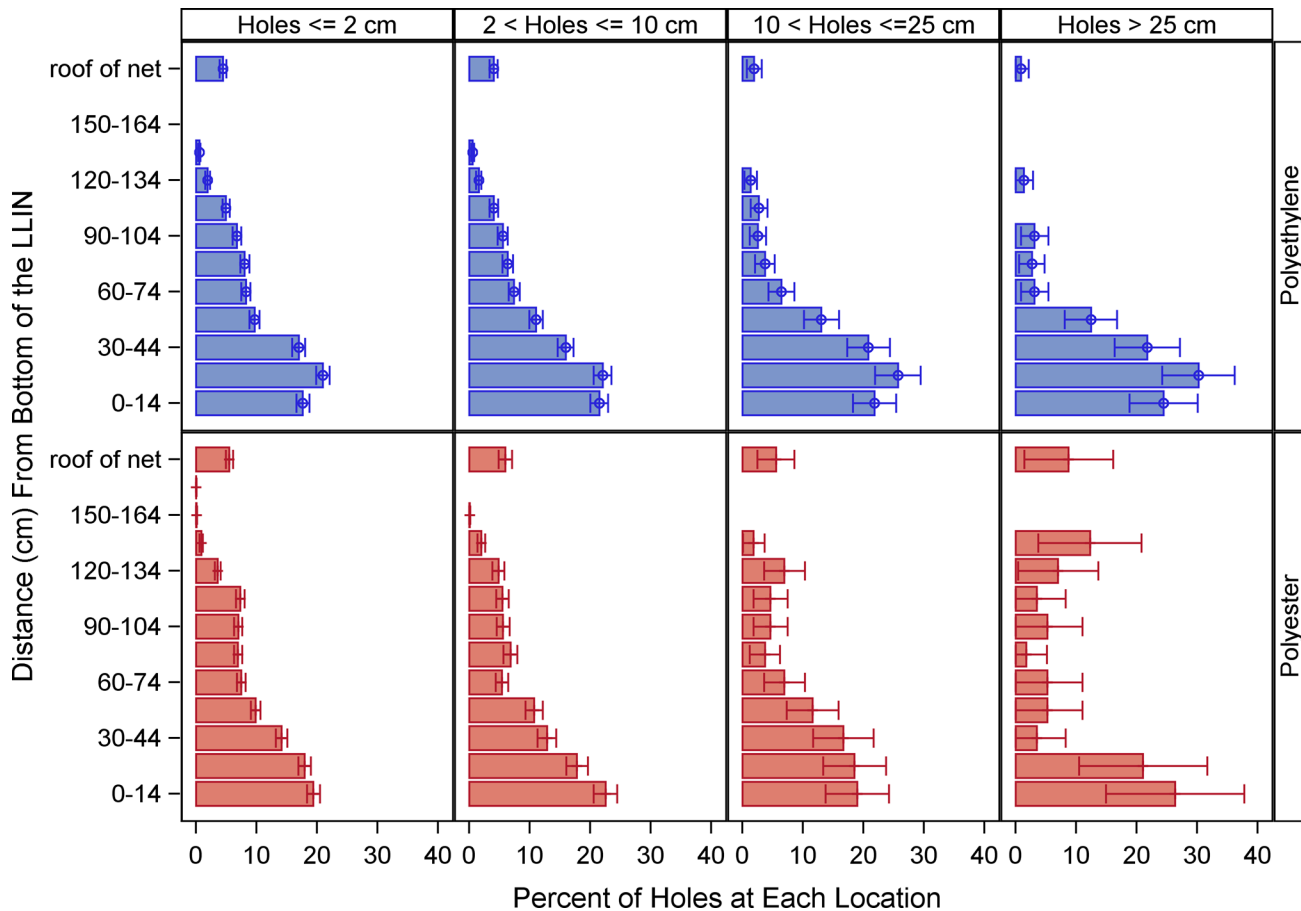 Holes <= 2 cm
2 < Holes <= 10 cm
10 < Holes <=25 cm
Holes > 25 cm
Distance (cm) From Bottom of the LLIN
roof of net
150-164
120-134
90-104
60-74
30-44
0-14
Polyethylene
roof of net
150-164
120-134
90-104
60-74
30-44
0-14
Polyester
0 10 20 30 40 0 10 20 30 40 0 10 20 30 40 0 10 20 30 40
Percent of Holes at Each Location